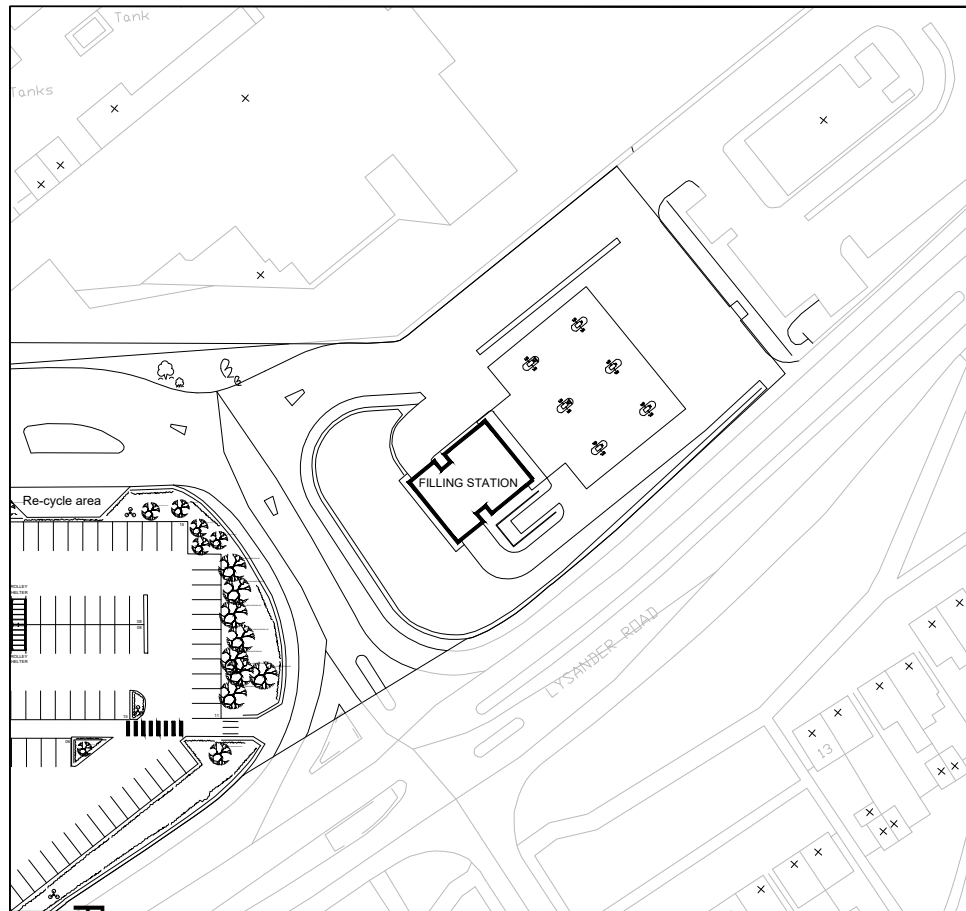 Tank
Tanks
Re-cycle area
FILLING STATION
LYSANDER ROAD
13